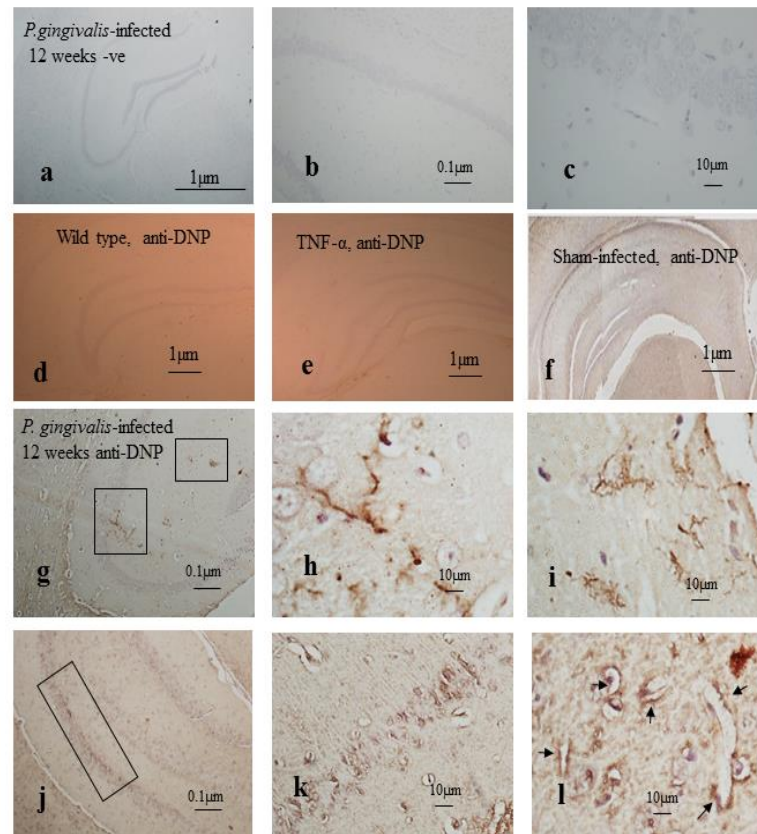 P.gingivalis-infected
12 weeks -ve
a
1μm
b
0.1μm
c
10μm
Wild type, anti-DNP
d
1μm
TNF-α, anti-DNP
e
1μm
Sham-infected, anti-DNP
f
1μm
P. gingivalis-infected
12 weeks anti-DNP
g
0.1μm
h
10μm
i
10μm
j
0.1μm
k
10μm
l
10μm